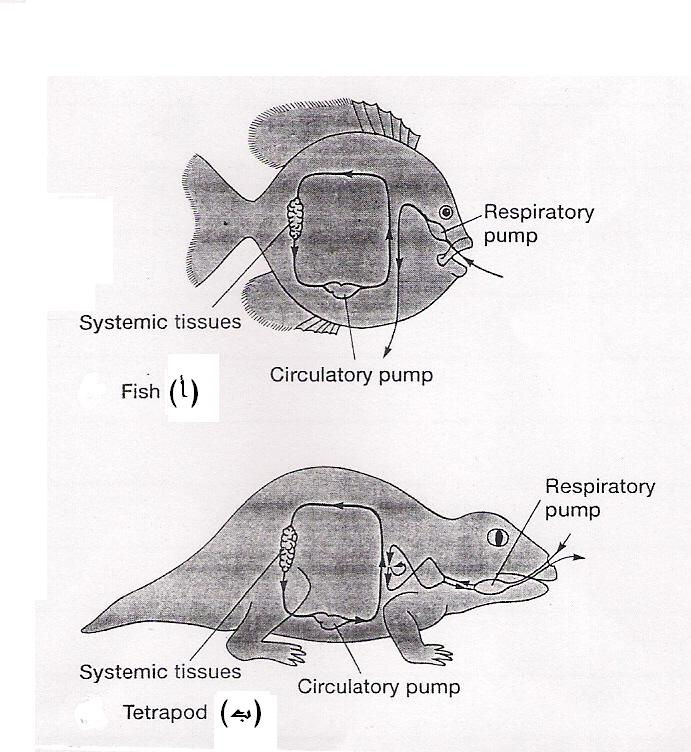 Respiratory
pump
Systemic tissues
Circulatory pump
Fish (أ)
Respiratory
pump
Systemic tissues
Circulatory pump
Tetrapod (ب)